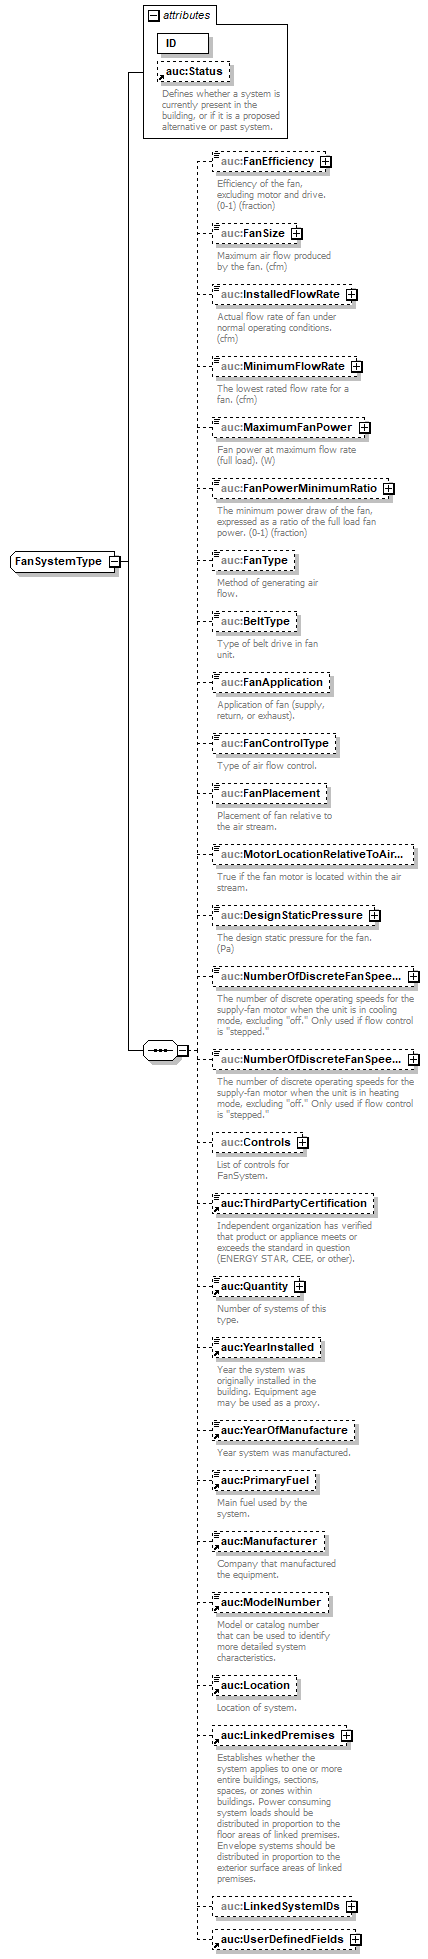 attributes
ID
auc:Status
Defines whether a system is
currently present in the
building, or if it is a proposed
alternative or past system.
auc:FanEfficiency
Efficiency of the fan,
excluding motor and drive.
(0-1) (fraction)
auc:FanSize
Maximum air flow produced
by the fan. (cfm)
auc:InstalledFlowRate
Actual flow rate of fan under
normal operating conditions.
(cfm)
auc:MinimumFlowRate
The lowest rated flow rate for a
fan. (cfm)
auc:MaximumFanPower
Fan power at maximum flow rate
(full load). (W)
auc:FanPowerMinimumRatio
The minimum power draw of the fan,
expressed as a ratio of the full load fan
power. (0-1) (fraction)
FanSystemType
auc:FanType
Method of generating air
flow.
auc:BeltType
Type of belt drive in fan
unit.
auc:FanApplication
Application of fan (supply,
return, or exhaust).
auc:FanControlType
Type of air flow control.
auc:FanPlacement
Placement of fan relative to
the air stream.
auc:MotorLocationRelativeToAir...
True if the fan motor is located within the air
stream.
auc:DesignStaticPressure
The design static pressure for the fan.
(Pa)
auc:NumberOfDiscreteFanSpee...
The number of discrete operating speeds for the
supply-fan motor when the unit is in cooling
mode, excluding "off." Only used if flow control
is "stepped."
auc:NumberOfDiscreteFanSpee...
The number of discrete operating speeds for the
supply-fan motor when the unit is in heating
mode, excluding "off." Only used if flow control
is "stepped."
auc:Controls
List of controls for
FanSystem.
auc:ThirdPartyCertification
Independent organization has verified
that product or appliance meets or
exceeds the standard in question
(ENERGY STAR, CEE, or other).
auc:Quantity
Number of systems of this
type.
auc:YearInstalled
Year the system was
originally installed in the
building. Equipment age
may be used as a proxy.
auc:YearOfManufacture
Year system was manufactured.
auc:PrimaryFuel
Main fuel used by the
system.
auc:Manufacturer
Company that manufactured
the equipment.
auc:ModelNumber
Model or catalog number
that can be used to identify
more detailed system
characteristics.
auc:Location
Location of system.
auc:LinkedPremises
Establishes whether the
system applies to one or more
entire buildings, sections,
spaces, or zones within
buildings. Power consuming
system loads should be
distributed in proportion to the
floor areas of linked premises.
Envelope systems should be
distributed in proportion to the
exterior surface areas of linked
premises.
auc:LinkedSystemIDs
auc:UserDefinedFields